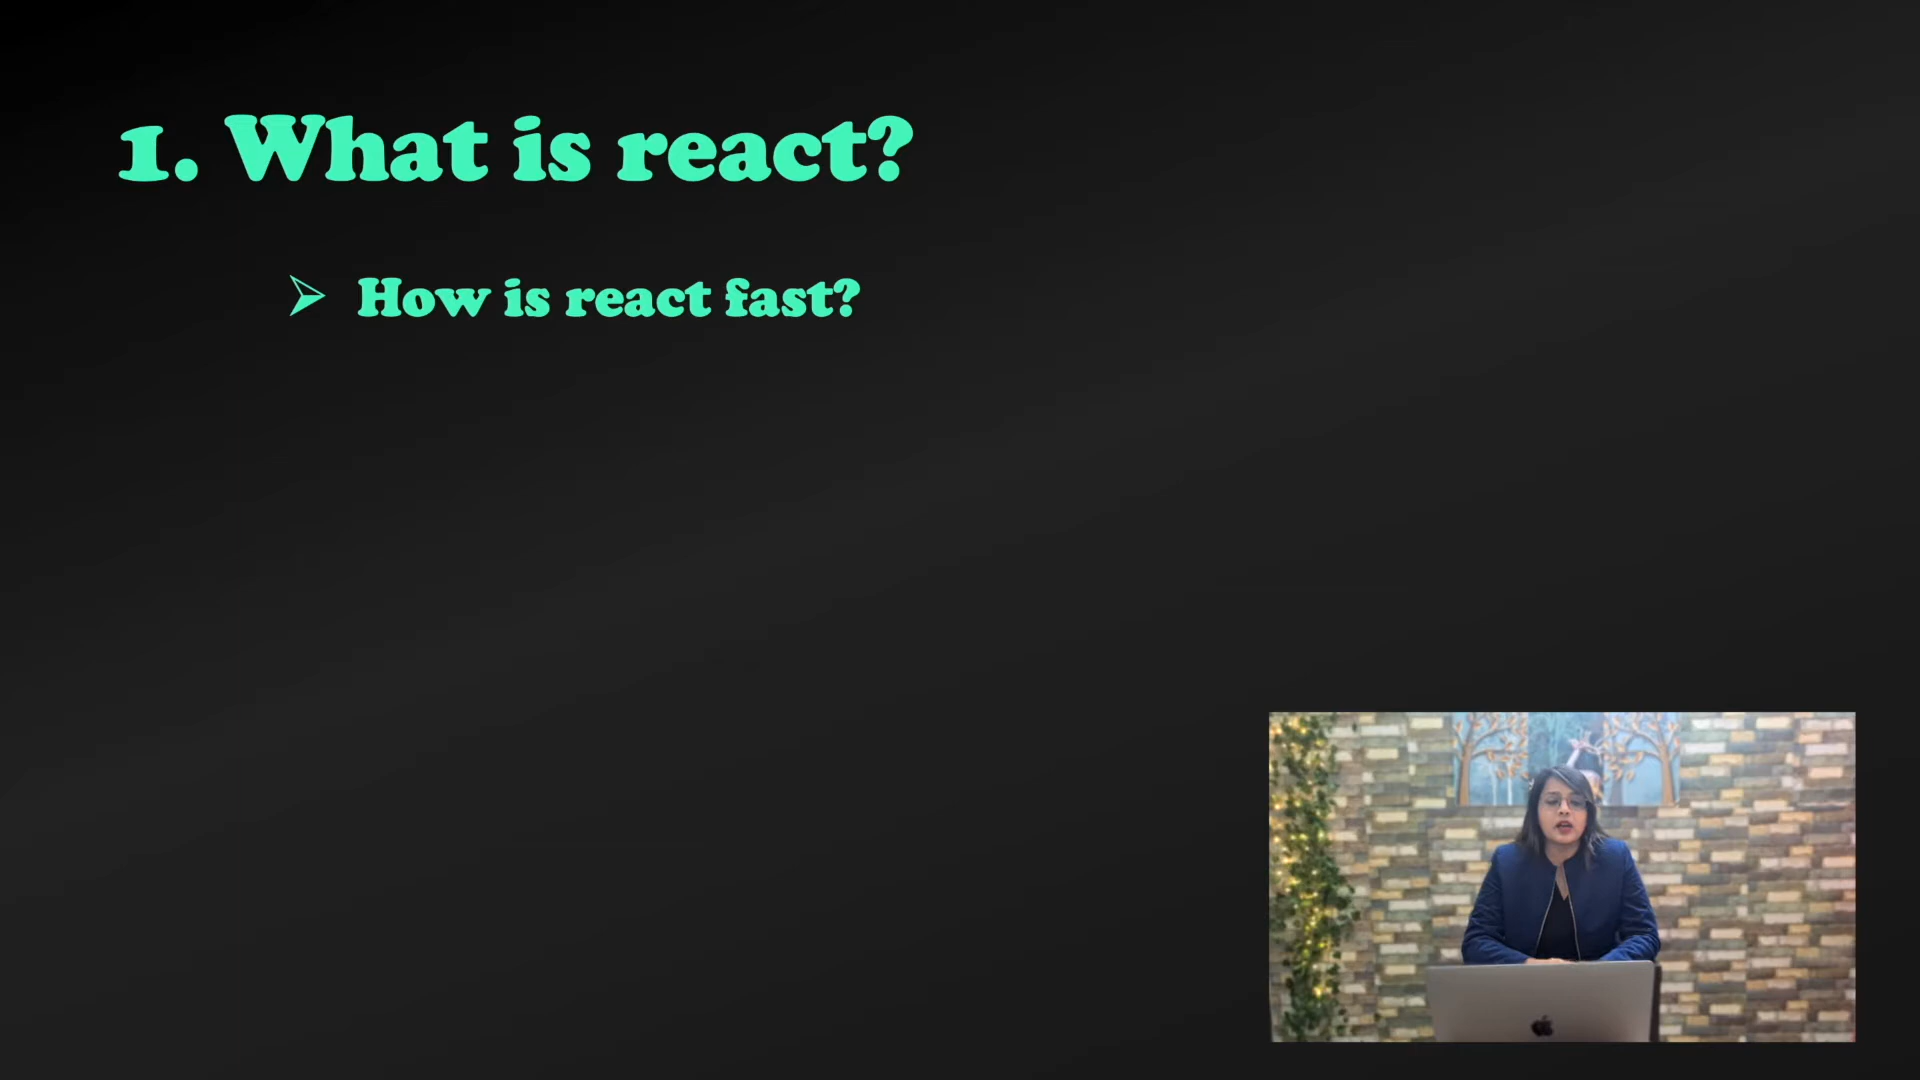 1. What is react?
➢ How is react fast?